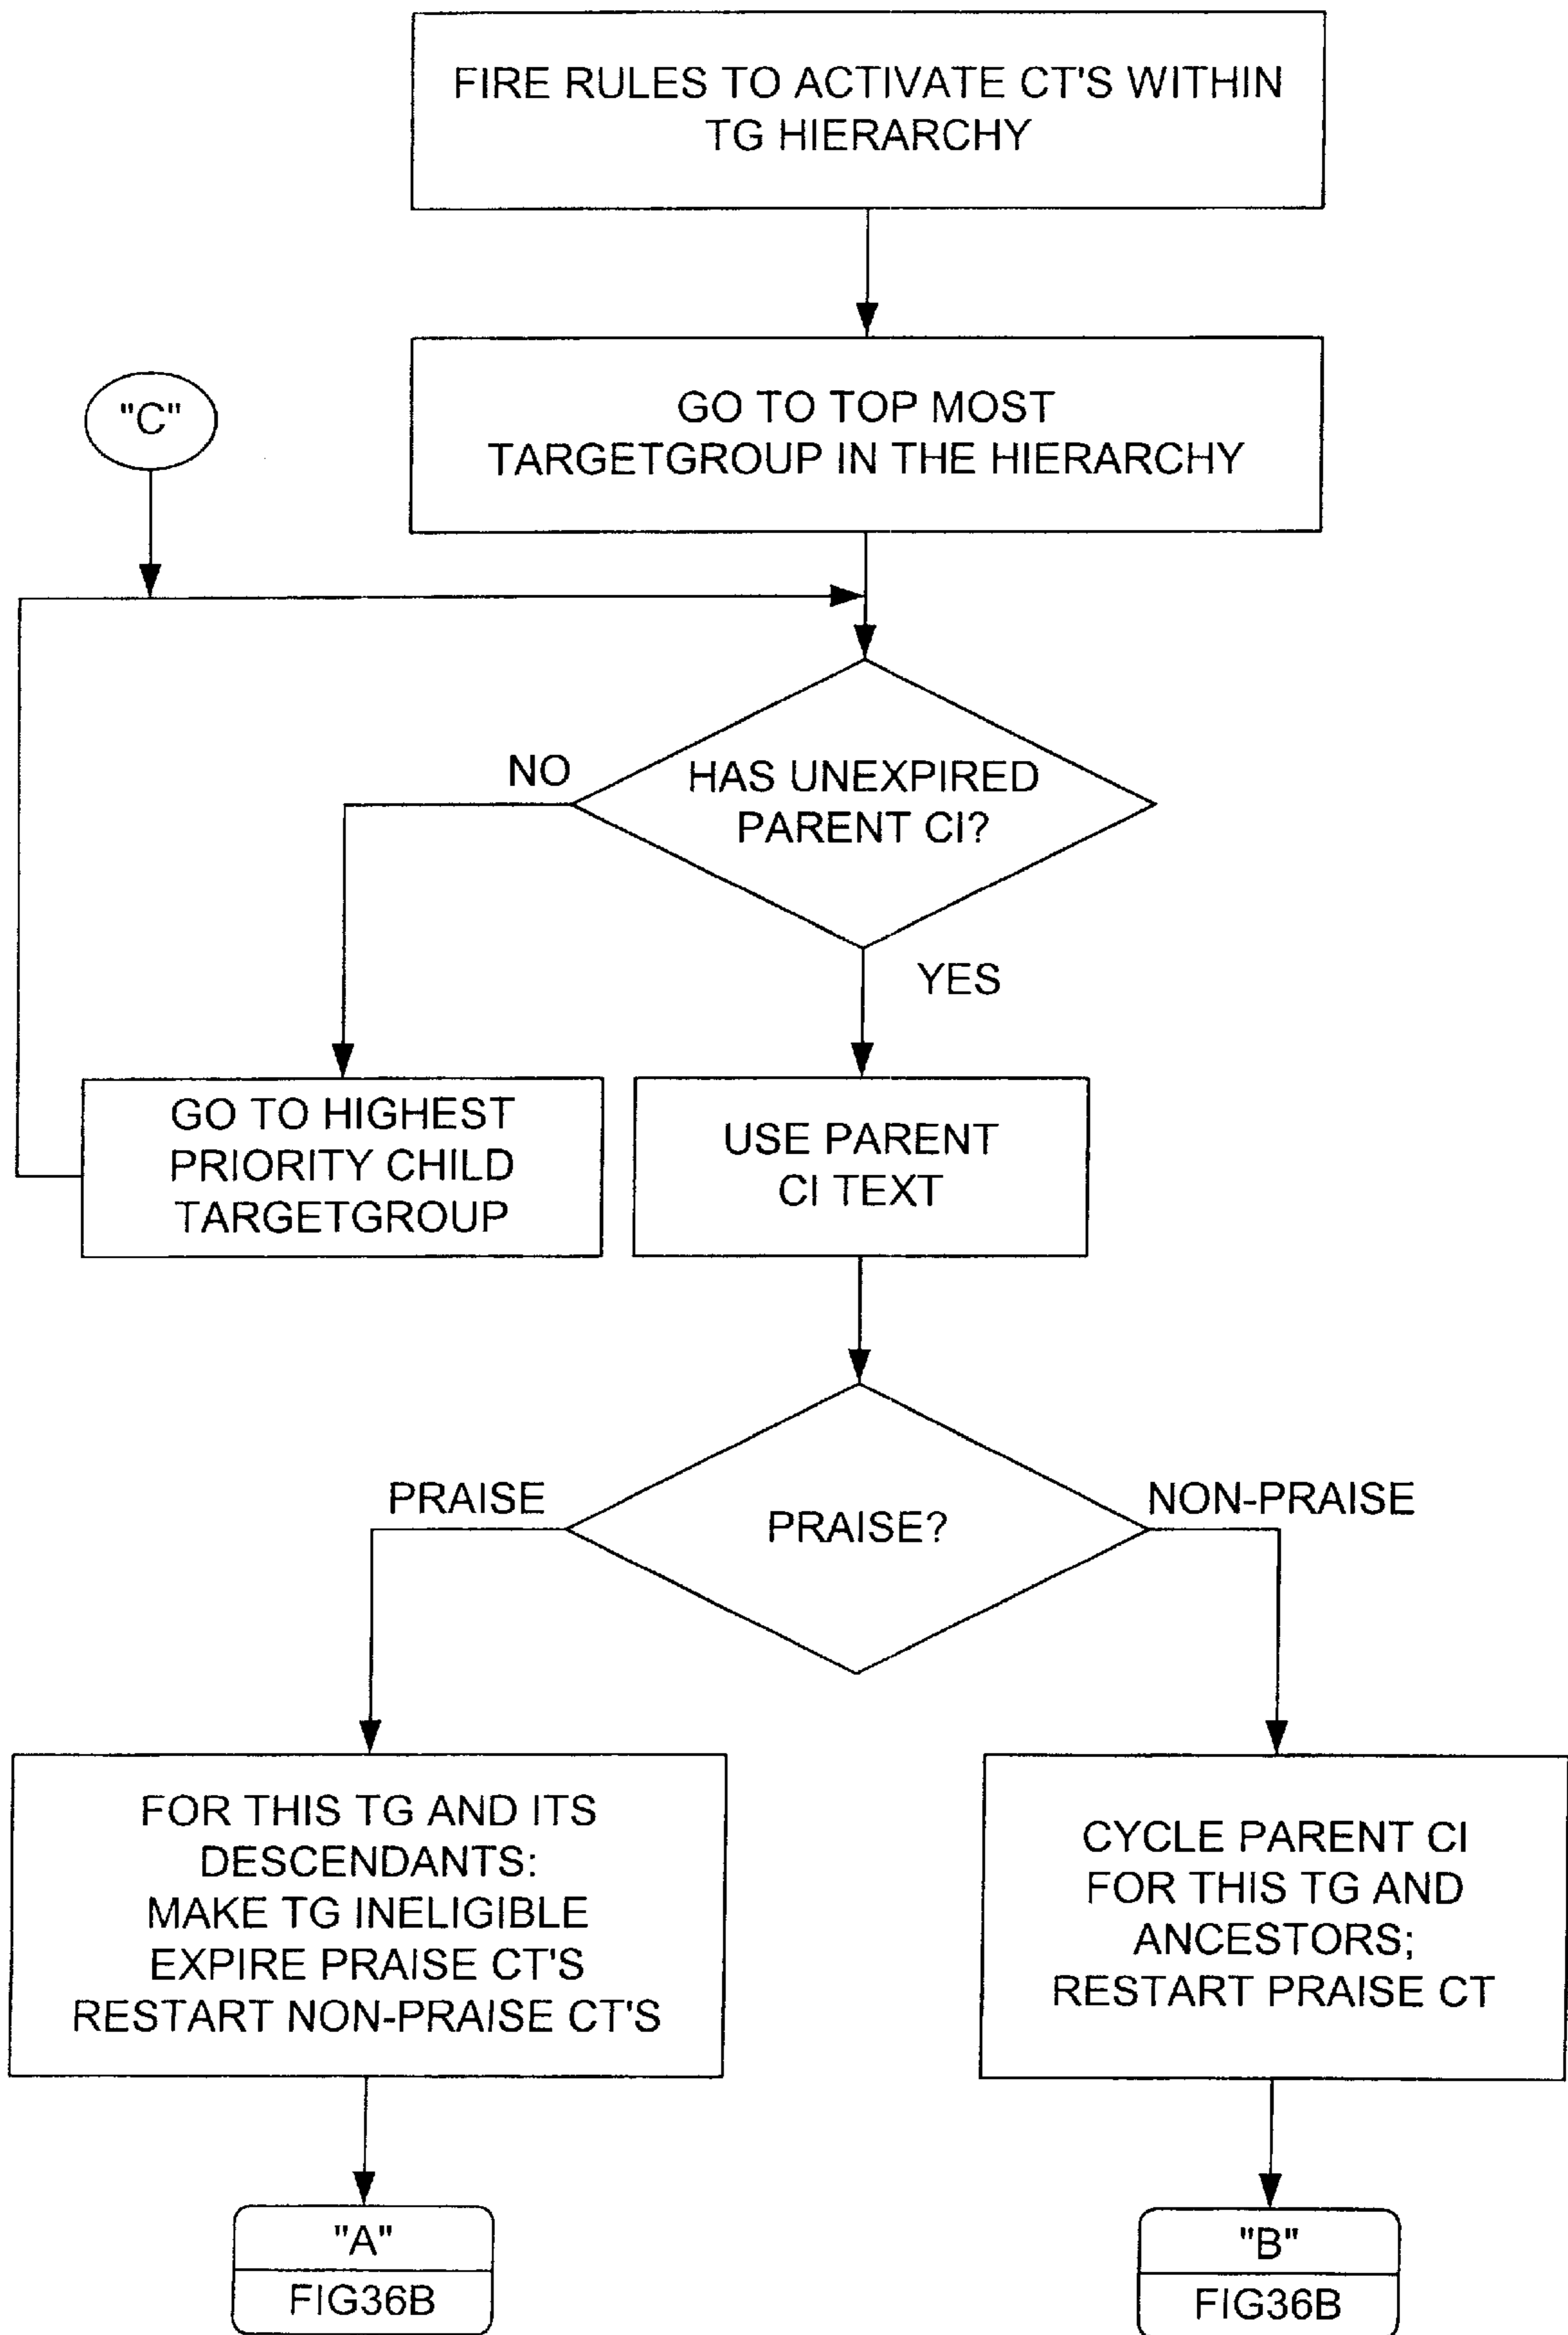 FIRE RULES TO ACTIVATE CT'S WITHIN
TG HIERARCHY
"C"
GO TO TOP MOST
TARGETGROUP IN THE HIERARCHY
NO
HAS UNEXPIRED
PARENT CI?
YES
GO TO HIGHEST
PRIORITY CHILD
TARGETGROUP
USE PARENT
CI TEXT
PRAISE
PRAISE?
NON-PRAISE
FOR THIS TG AND ITS
DESCENDANTS:
MAKE TG INELIGIBLE
EXPIRE PRAISE CT'S
RESTART NON-PRAISE CT'S
CYCLE PARENT CI
FOR THIS TG AND
ANCESTORS;
RESTART PRAISE CT
"A"
FIG36B
"B"
FIG36B